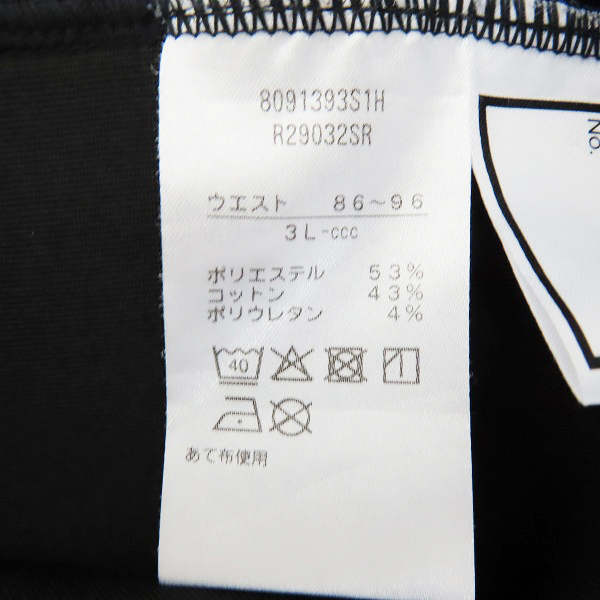 8091393S1H
R29032SR
ウエスト 86~96
3L-ccc
ポリエステル 53%
コットン 43%
ポリウレタン 4%
40
あて布使用
No.